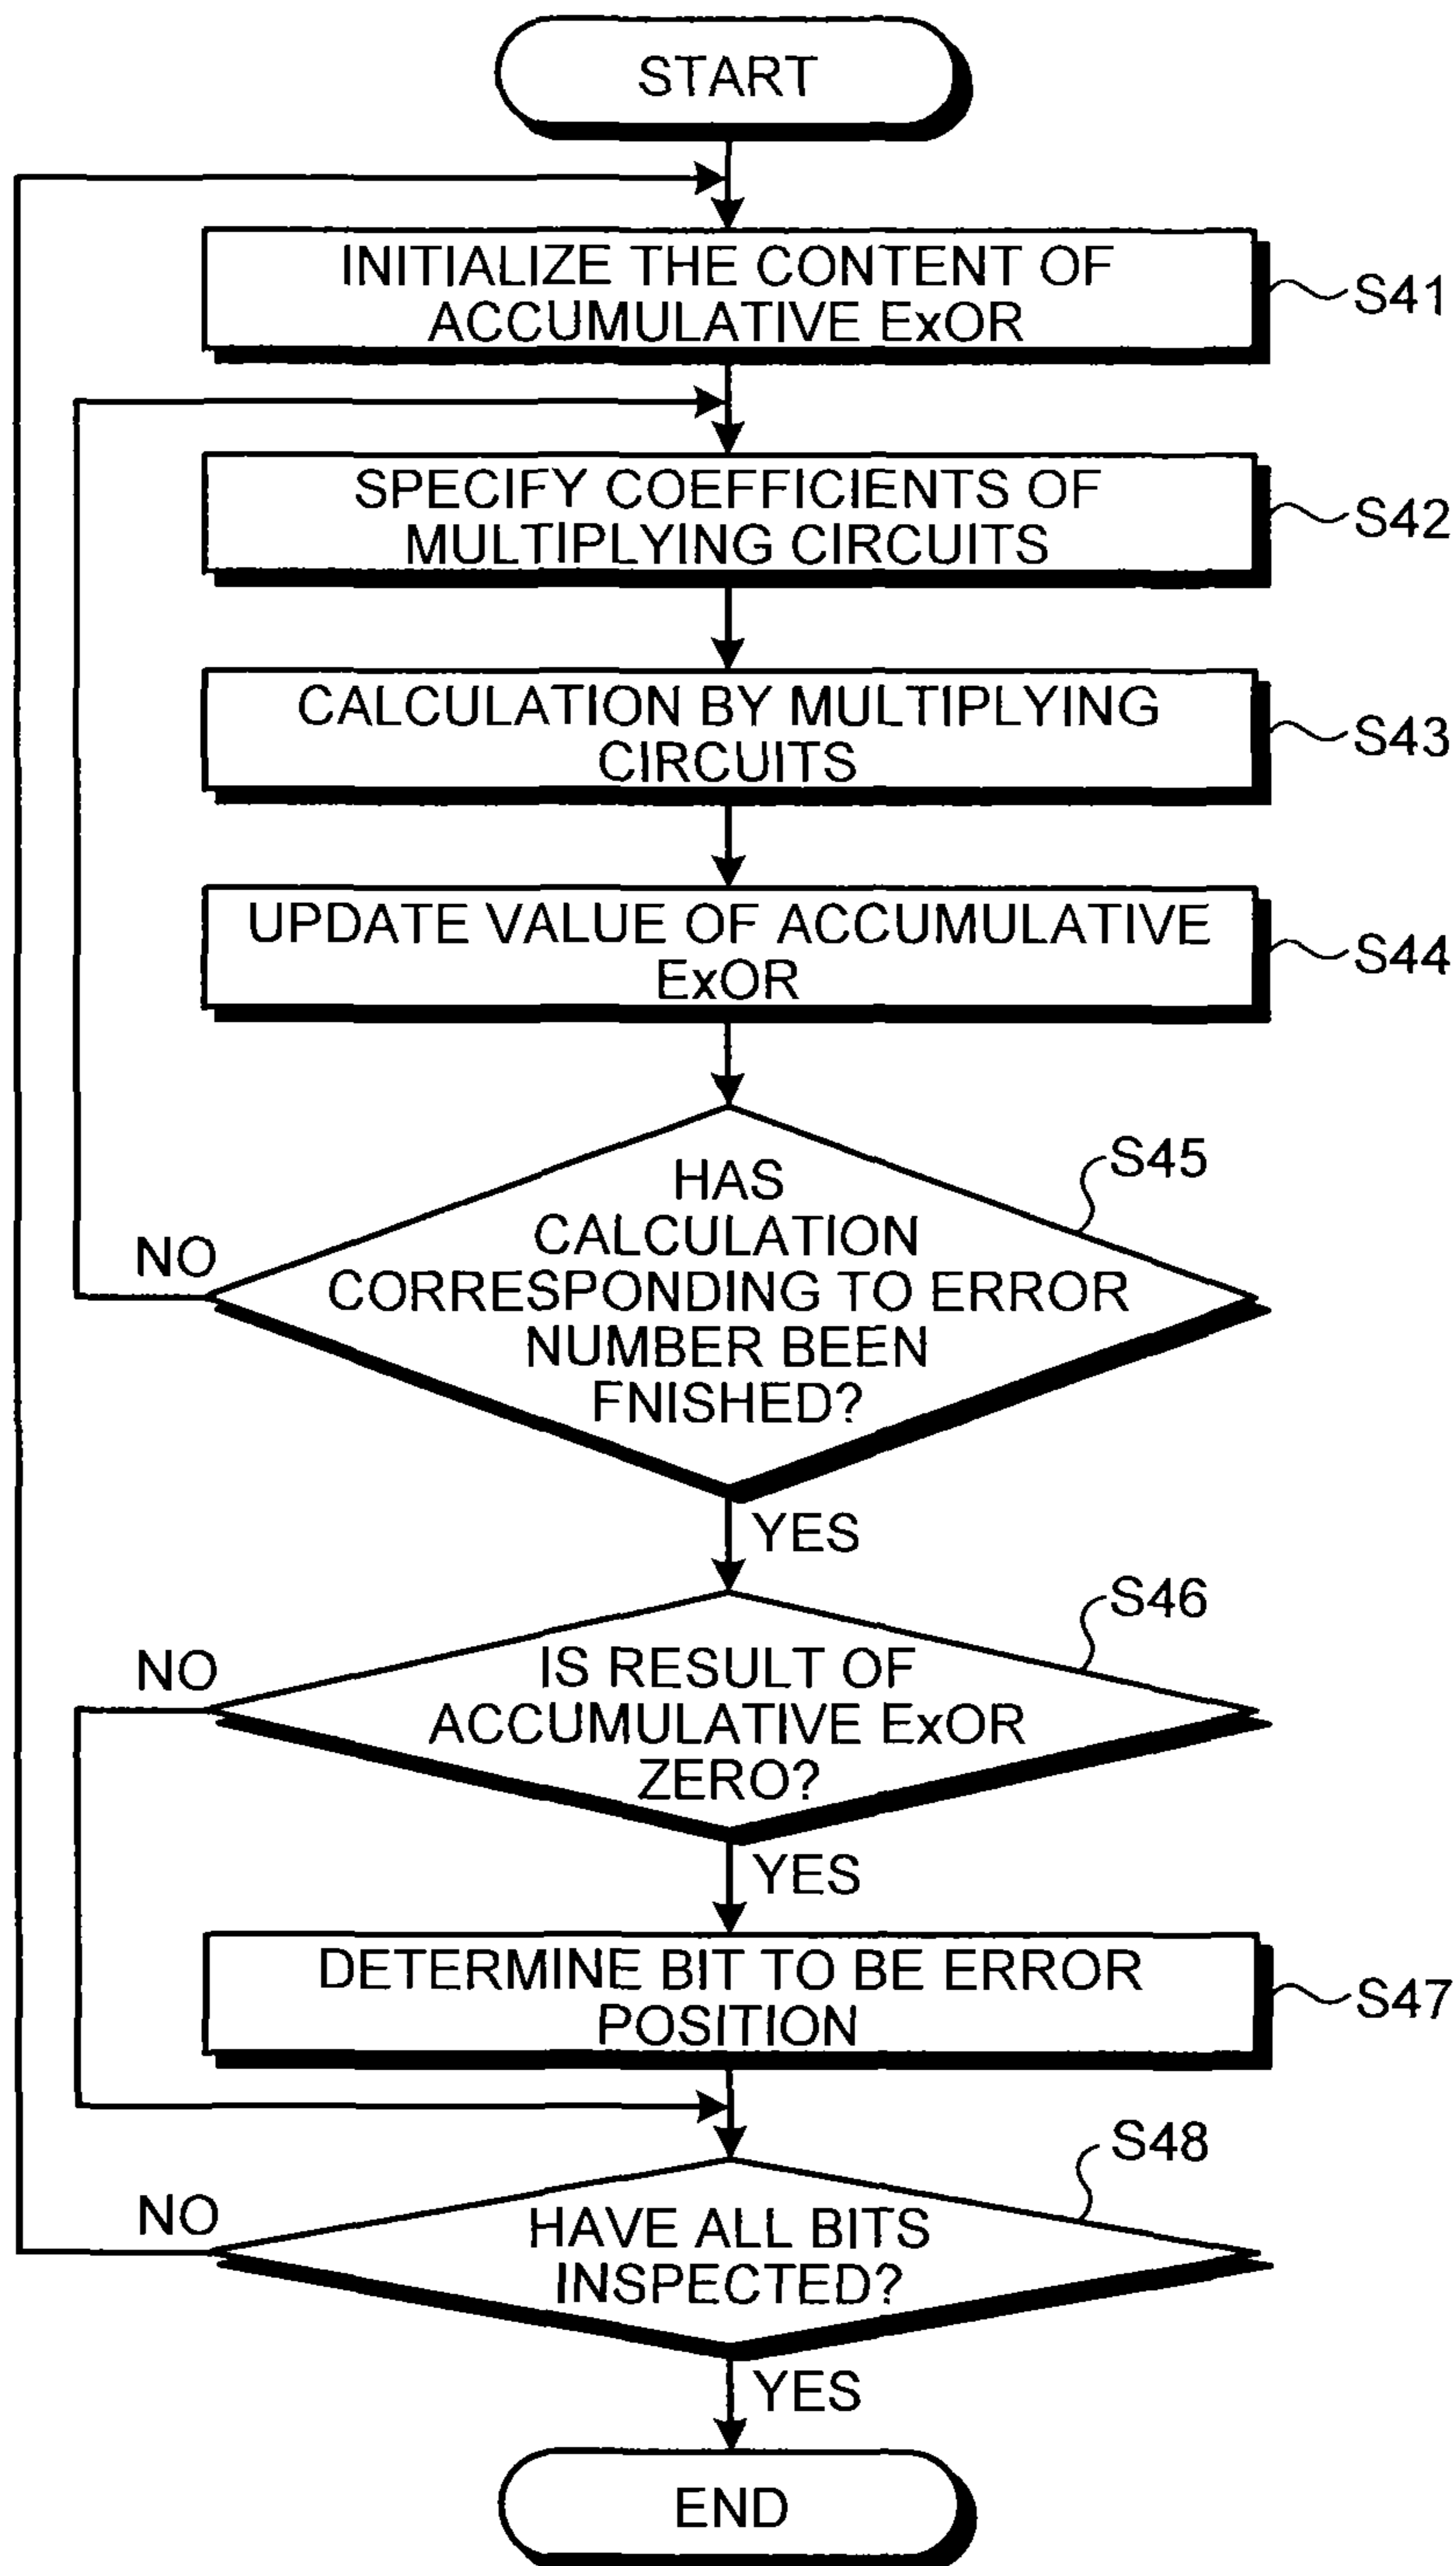 START
INITIALIZE THE CONTENT OF
ACCUMULATIVE ExOR
S41
SPECIFY COEFFICIENTS OF
MULTIPLYING CIRCUITS
S42
CALCULATION BY MULTIPLYING
CIRCUITS
S43
UPDATE VALUE OF ACCUMULATIVE
ExOR
S44
HAS
CALCULATION
CORRESPONDING TO ERROR
NUMBER BEEN
FNISHED?
S45
NO
YES
IS RESULT OF
ACCUMULATIVE ExOR
ZERO?
S46
NO
YES
DETERMINE BIT TO BE ERROR
POSITION
S47
HAVE ALL BITS
INSPECTED?
S48
NO
YES
END